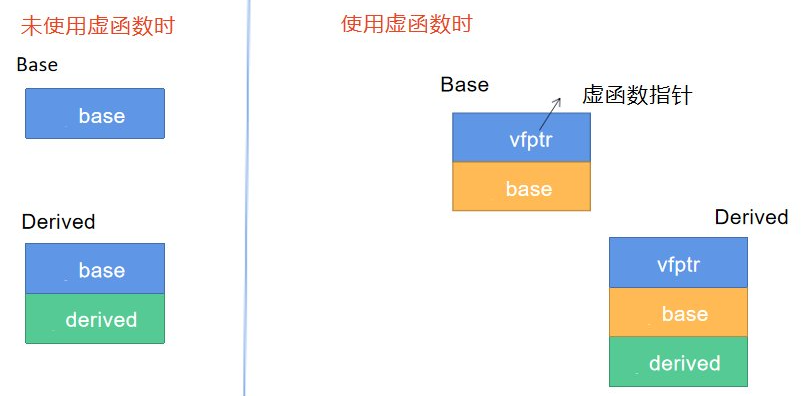 未使用虚函数时
Base
base
Derived
base
derived
使用虚函数时
Base
虚函数指针
vfptr
base
Derived
vfptr
base
derived